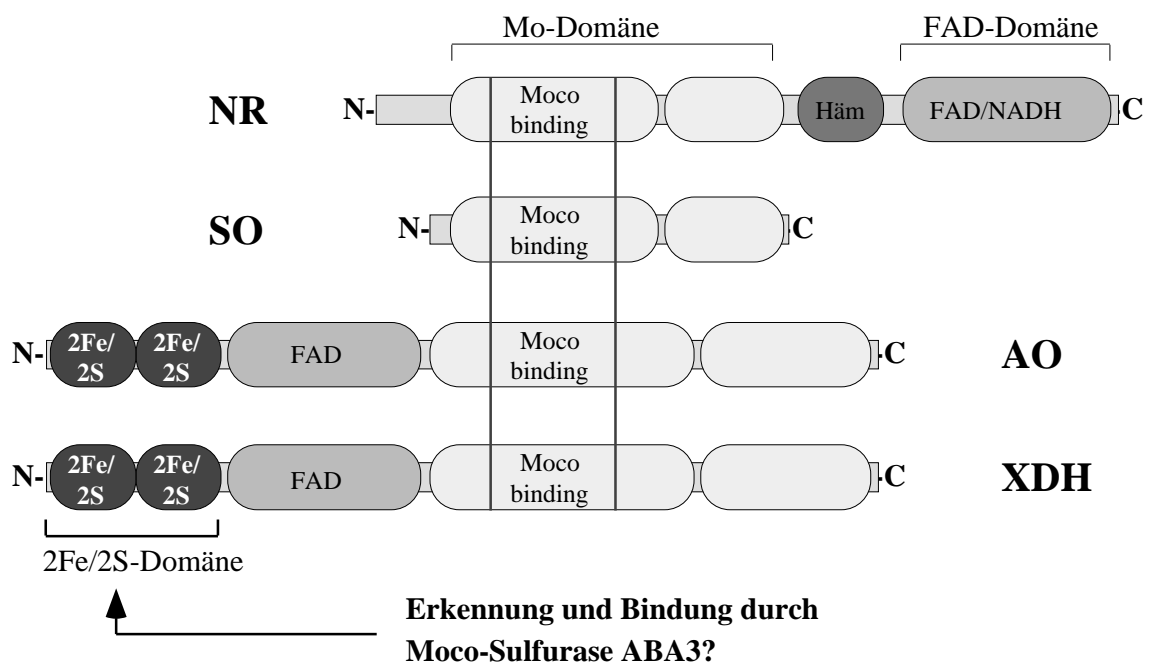 Mo-Domäne FAD-Domäne
NR N- Moco binding Häm FAD/NADH -C
SO N- Moco binding -C
N- 2Fe/2S 2Fe/2S FAD Moco binding -C AO
N- 2Fe/2S 2Fe/2S FAD Moco binding -C XDH
2Fe/2S-Domäne
Erkennung und Bindung durch
Moco-Sulfurase ABA3?